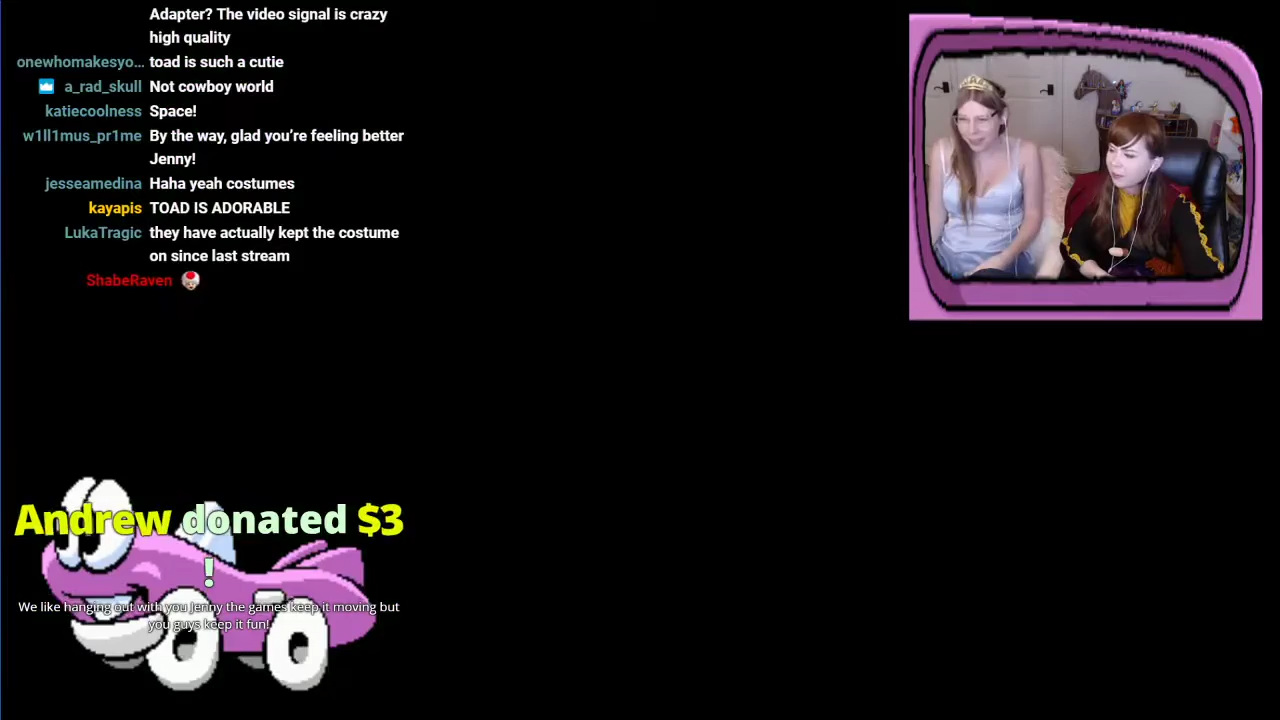 Adapter? The video signal is crazy
high quality
onewhomakesyo... toad is such a cutie
a_rad_skull Not cowboy world
katiecoolness Space!
w1ll1mus_pr1me By the way, glad you’re feeling better
Jenny!
jesseamedina Haha yeah costumes
kayapis TOAD IS ADORABLE
LukaTragic they have actually kept the costume
on since last stream
ShabeRaven
Andrew donated $3
!
We like hanging out with you Jenny the games keep it moving but
you guys keep it fun!